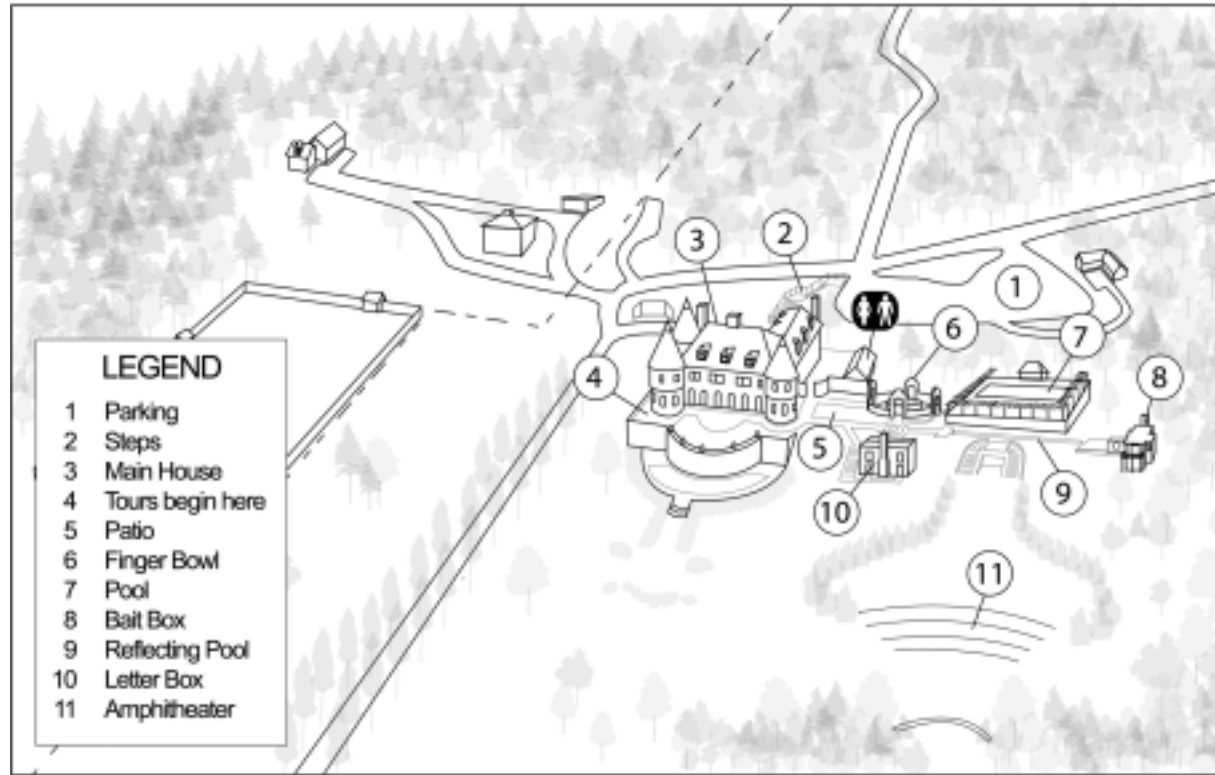 3
2
1
6
7
8
4
5
9
10
11
LEGEND
1 Parking
2 Steps
3 Main House
4 Tours begin here
5 Patio
6 Finger Bowl
7 Pool
8 Bait Box
9 Reflecting Pool
10 Letter Box
11 Amphitheater